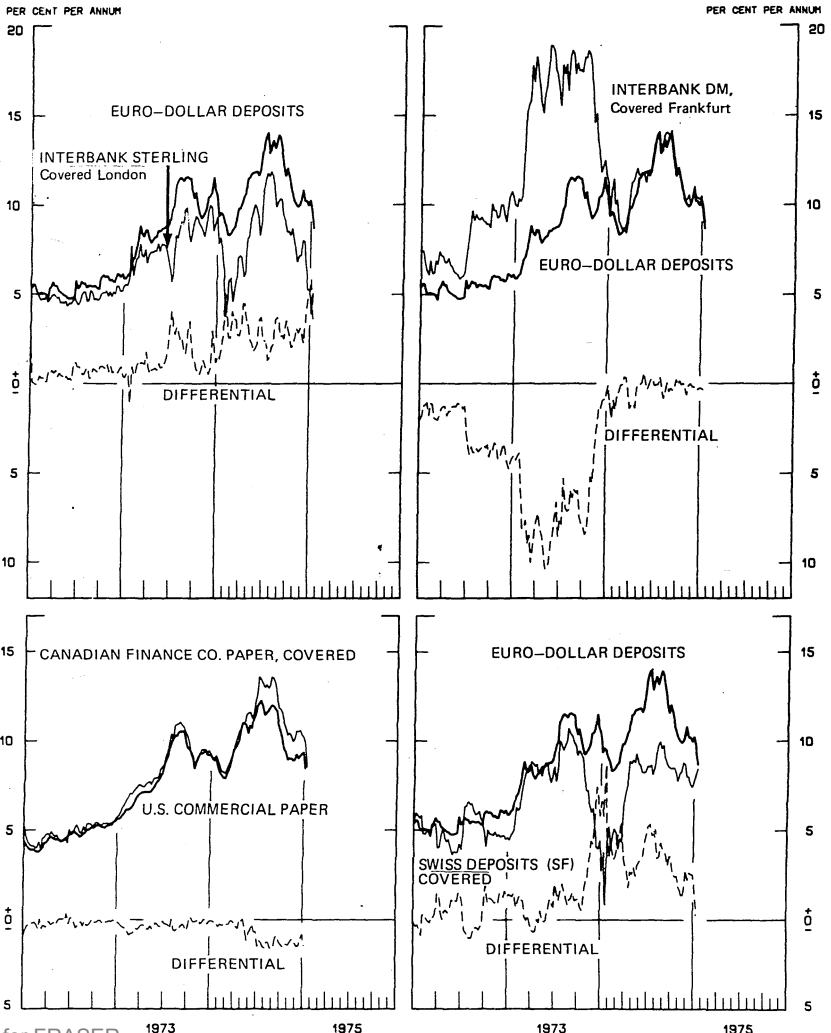 PER CENT PER ANNUM
PER CENT PER ANNUM
20
15
10
5
+
0
-
5
10
EURO-DOLLAR DEPOSITS
INTERBANK STERLING
Covered London
DIFFERENTIAL
20
15
10
5
+
0
-
5
10
INTERBANK DM,
Covered Frankfurt
EURO-DOLLAR DEPOSITS
DIFFERENTIAL
15
10
5
+
0
-
5
CANADIAN FINANCE CO. PAPER, COVERED
U.S. COMMERCIAL PAPER
DIFFERENTIAL
1973
1975
15
10
5
+
0
-
5
EURO-DOLLAR DEPOSITS
SWISS DEPOSITS (SF)
COVERED
DIFFERENTIAL
1973
1975
for FRASER